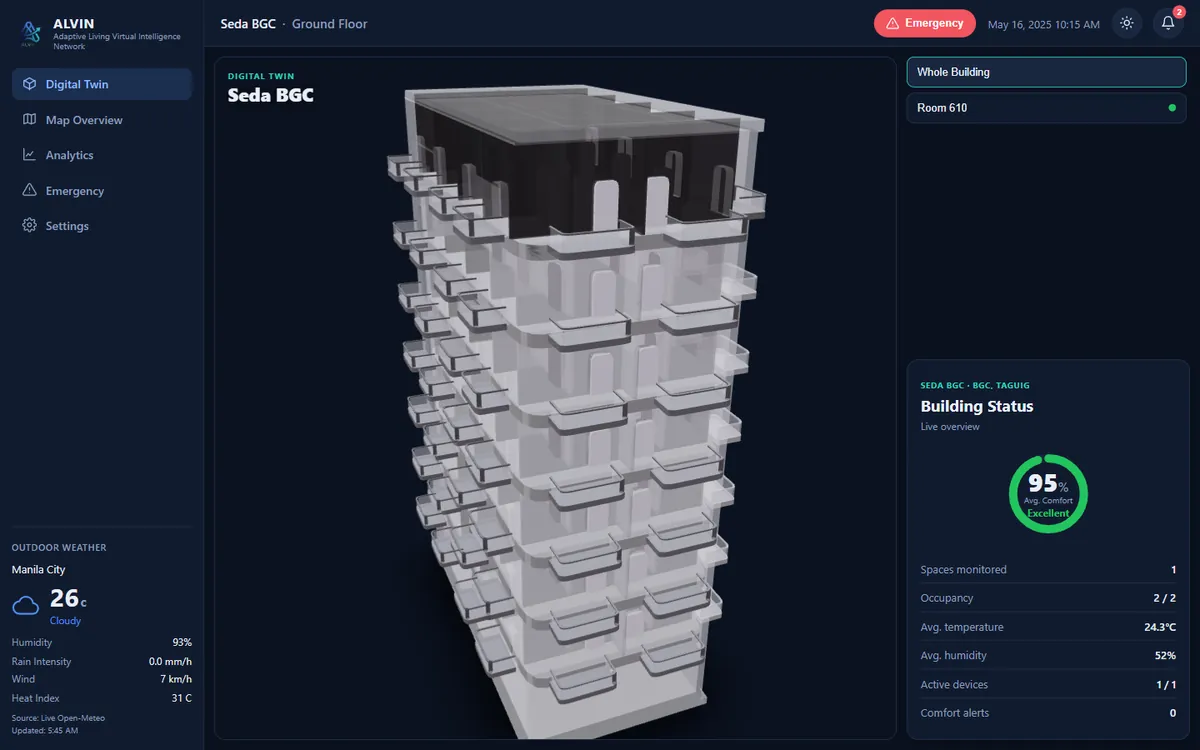 ALVIN
Adaptive Living Virtual Intelligence
Network
Seda BGC · Ground Floor
Emergency
May 16, 2025 10:15 AM
2
Digital Twin
Map Overview
Analytics
Emergency
Settings
OUTDOOR WEATHER
Manila City
26 C
Cloudy
Humidity 93%
Rain Intensity 0.0 mm/h
Wind 7 km/h
Heat Index 31 C
Source: Live Open-Meteo
Updated: 5:45 AM
DIGITAL TWIN
Seda BGC
Whole Building
Room 610
SEDA BGC · BGC, TAGUIG
Building Status
Live overview
95%
Avg. Comfort
Excellent
Spaces monitored 1
Occupancy 2 / 2
Avg. temperature 24.3°C
Avg. humidity 52%
Active devices 1 / 1
Comfort alerts 0